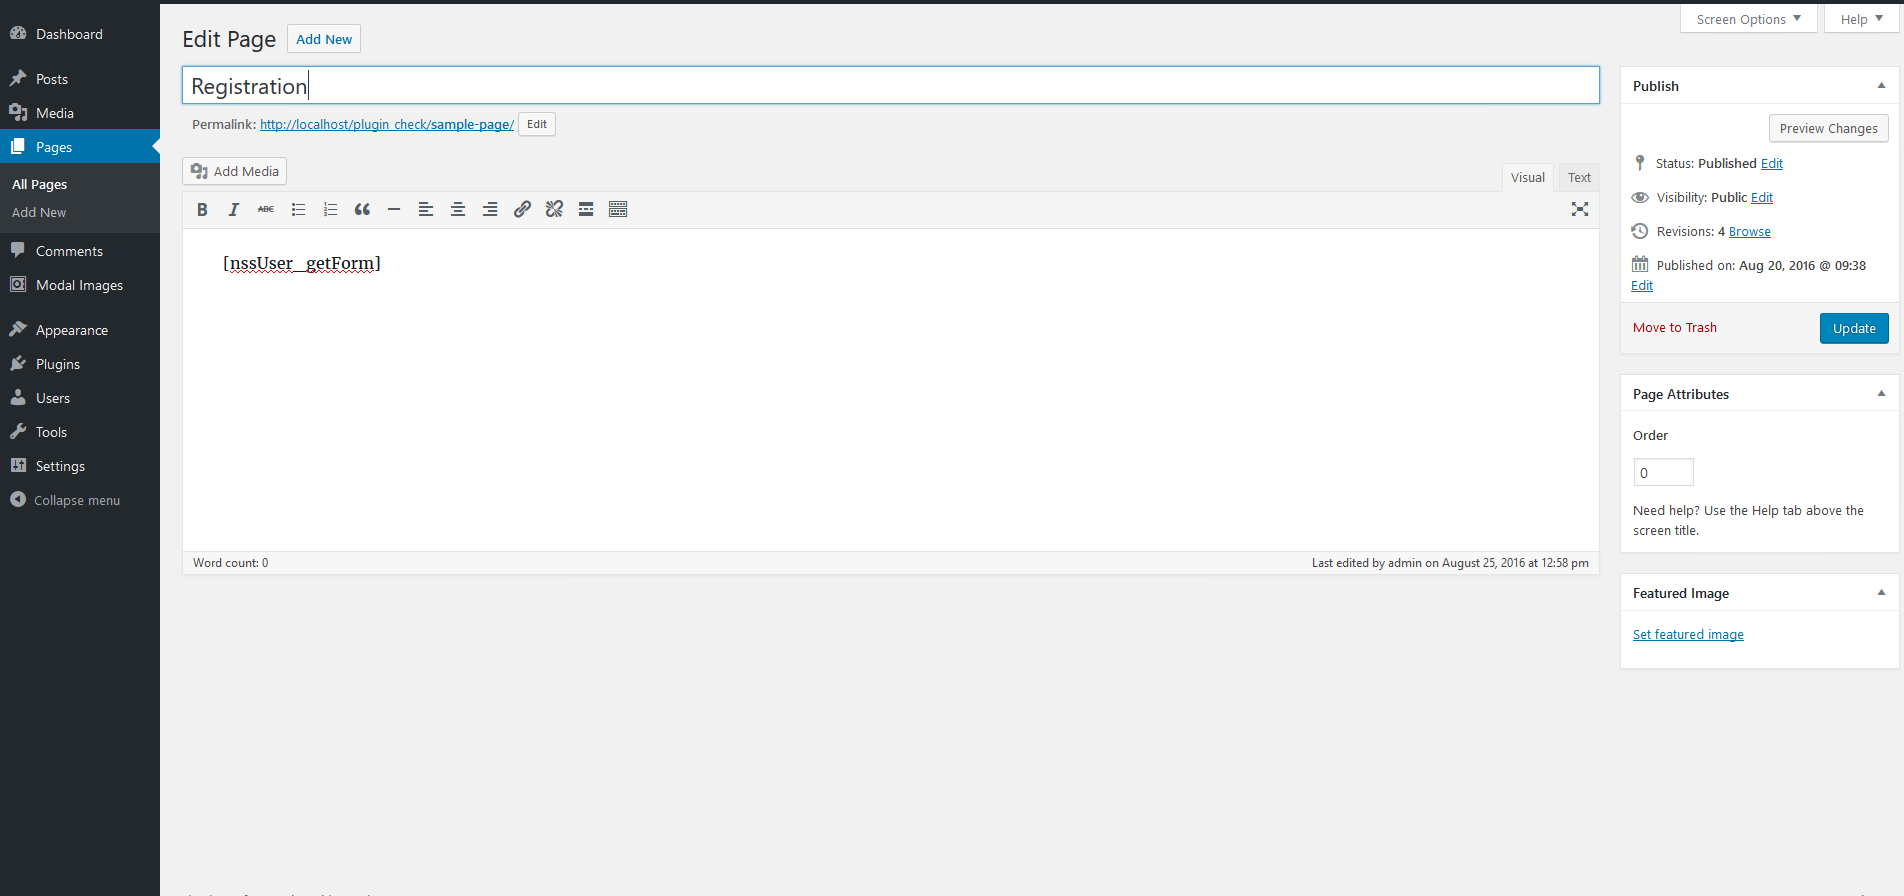 Dashboard
Posts
Media
Pages
All Pages
Add New
Comments
Modal Images
Appearance
Plugins
Users
Tools
Settings
Collapse menu
Screen Options
Help
Edit Page
Add New
Registration
Permalink: http://localhost/plugin_check/sample-page/ Edit
Add Media
Visual
Text
B I ABC
[nssUser_getForm]
Word count: 0
Last edited by admin on August 25, 2016 at 12:58 pm
Publish
Preview Changes
Status: Published Edit
Visibility: Public Edit
Revisions: 4 Browse
Published on: Aug 20, 2016 @ 09:38
Edit
Move to Trash
Update
Page Attributes
Order
0
Need help? Use the Help tab above the
screen title.
Featured Image
Set featured image